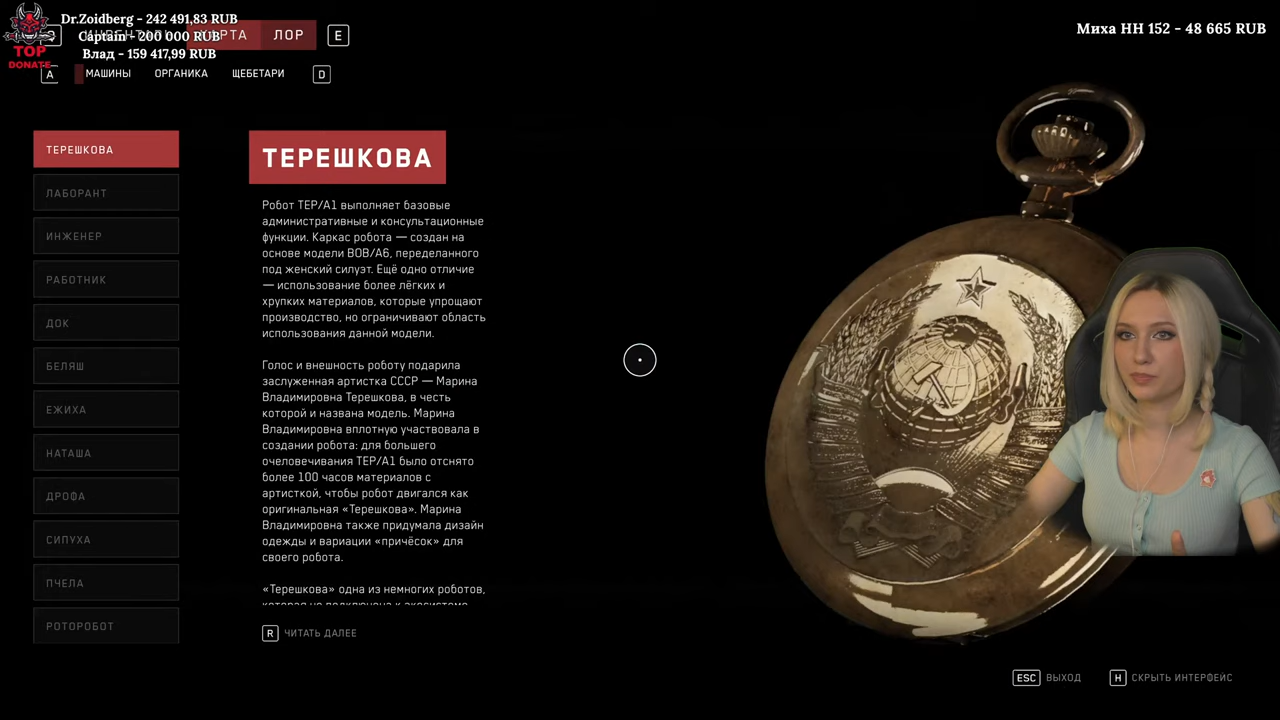 Dr.Zoidberg - 242 491,83 RUB
Captain - 200 000 RUB
Влад - 159 417,99 RUB
TOP
DONATE
Миха НН 152 - 48 665 RUB
ЛОР
E
A
МАШИНЫ
ОРГАНИКА
ЩЕБЕТАРИ
D
ТЕРЕШКОВА
ЛАБОРАНТ
ИНЖЕНЕР
РАБОТНИК
ДОК
БЕЛЯШ
ЕЖИХА
НАТАША
ДРОФА
СИПУХА
ПЧЕЛА
РОТОРОБОТ
ТЕРЕШКОВА
Робот ТЕР/А1 выполняет базовые
административные и консультационные
функции. Каркас робота — создан на
основе модели ВОВ/А6, переделанного
под женский силуэт. Ещё одно отличие
— использование более лёгких и
хрупких материалов, которые упрощают
производство, но ограничивают область
использования данной модели.
Голос и внешность роботу подарила
заслуженная артистка СССР — Марина
Владимировна Терешкова, в честь
которой и названа модель. Марина
Владимировна вплотную участвовала в
создании робота: для большего
очеловечивания ТЕР/А1 было отснято
более 100 часов материалов с
артисткой, чтобы робот двигался как
оригинальная «Терешкова». Марина
Владимировна также придумала дизайн
одежды и вариации «причёсок» для
своего робота.
«Терешкова» одна из немногих роботов,
R ЧИТАТЬ ДАЛЕЕ
ESC ВЫХОД
H СКРЫТЬ ИНТЕРФЕЙС